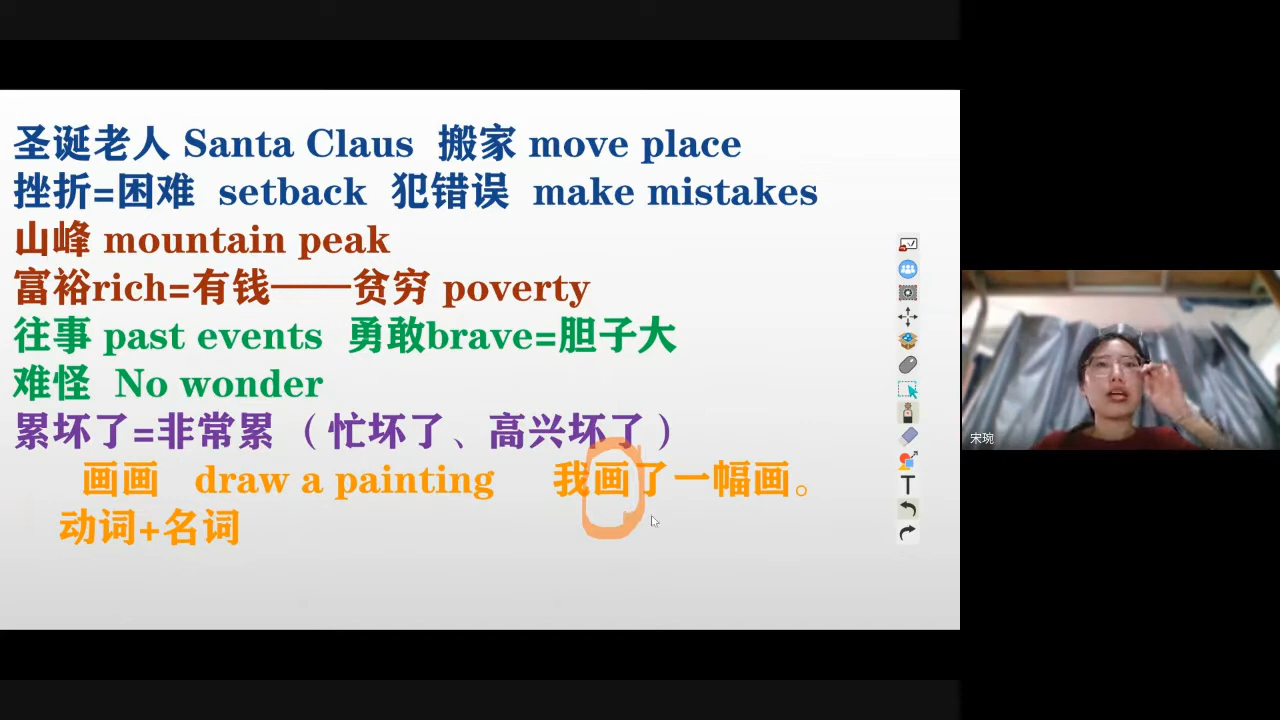 圣诞老人 Santa Claus 搬家 move place
挫折=困难 setback 犯错误 make mistakes
山峰 mountain peak
富裕rich=有钱——贫穷 poverty
往事 past events 勇敢brave=胆子大
难怪 No wonder
累坏了=非常累 （忙坏了、高兴坏了）
画画 draw a painting 我画了一幅画。
动词+名词
宋琬